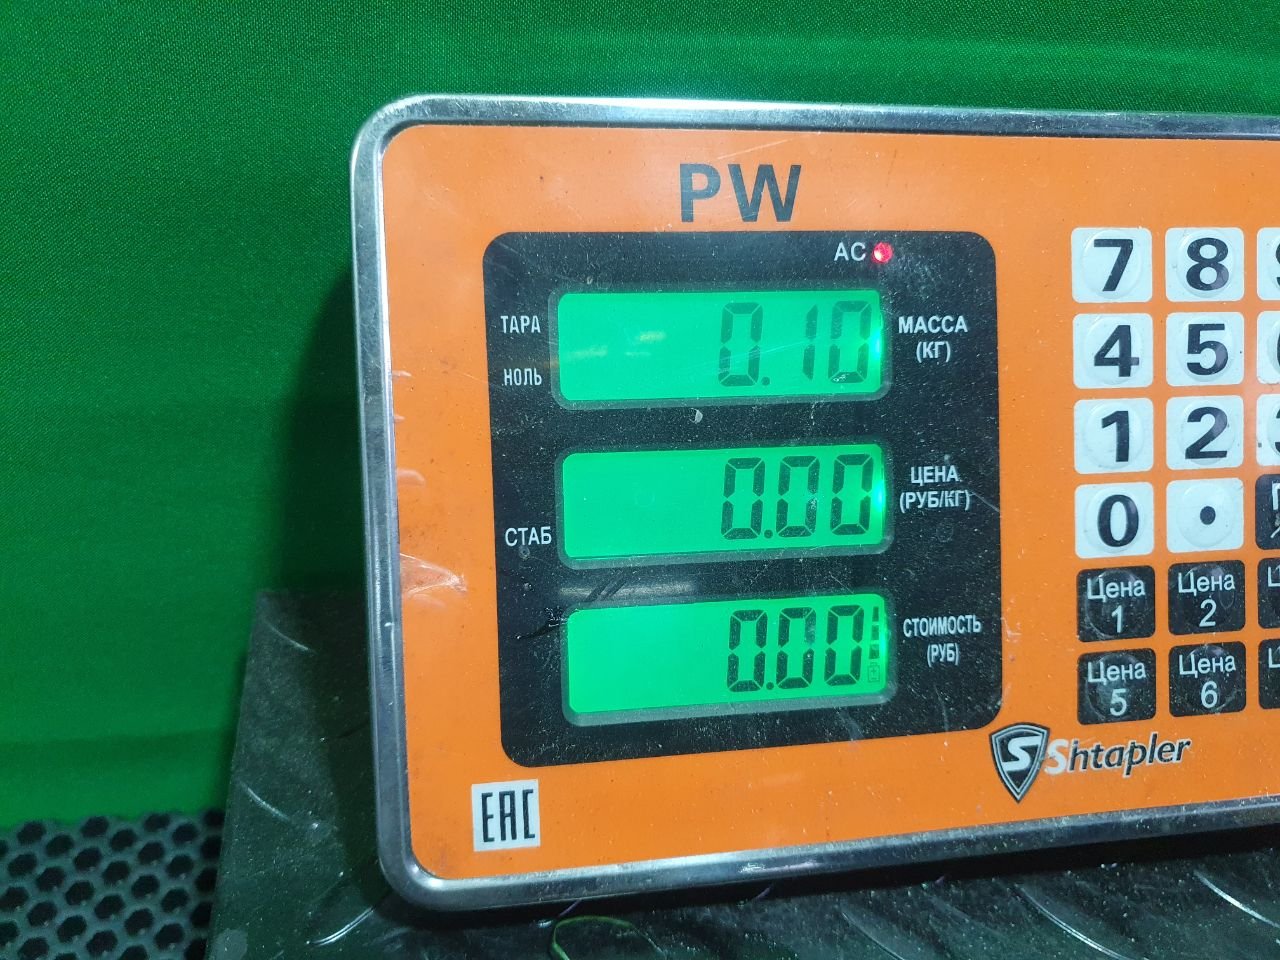 PW
AC
ТАРА
НОЛЬ
0.10
МАССА
(КГ)
СТАБ
0.00
ЦЕНА
(РУБ/КГ)
0.00
СТОИМОСТЬ
(РУБ)
7 8
4 5
1 2
0 .
Цена
1
Цена
2
Цена
5
Цена
6
S Shtapler
EAC